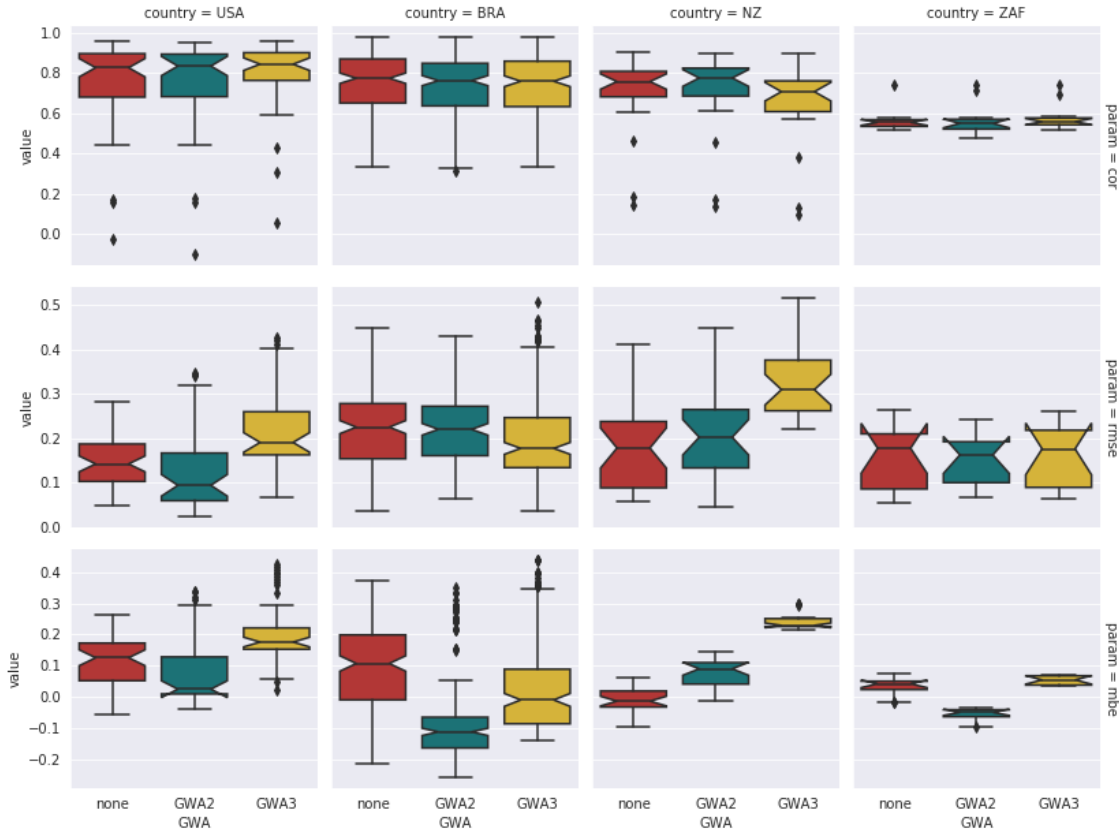 country = USA country = BRA country = NZ country = ZAF
1.0
0.8
0.6
0.4
0.2
0.0
value
param = cor
0.5
0.4
0.3
0.2
0.1
0.0
value
param = rmse
0.4
0.3
0.2
0.1
0.0
−0.1
−0.2
value
param = mbe
none GWA2 GWA3 none GWA2 GWA3 none GWA2 GWA3 none GWA2 GWA3
GWA GWA GWA GWA